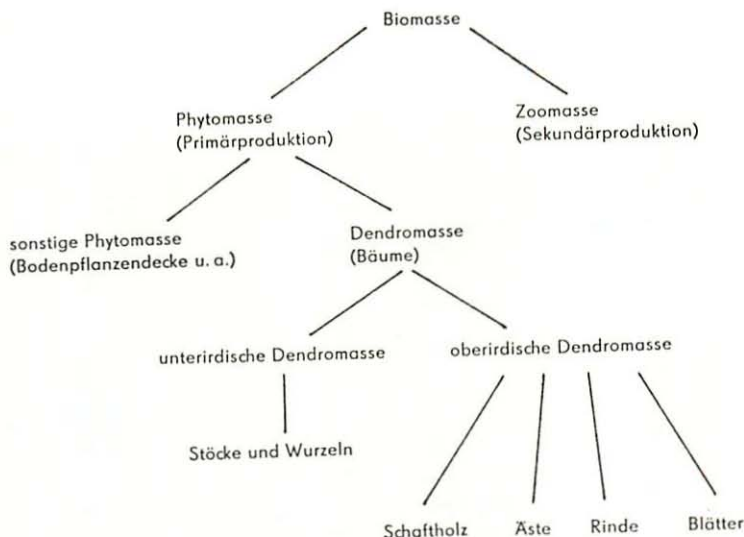 Biomasse
Phytomasse
(Primärproduktion)
Zoomasse
(Sekundärproduktion)
sonstige Phytomasse
(Bodenpflanzendecke u. a.)
Dendromasse
(Bäume)
unterirdische Dendromasse
oberirdische Dendromasse
Stöcke und Wurzeln
Schaftholz
Äste
Rinde
Blätter